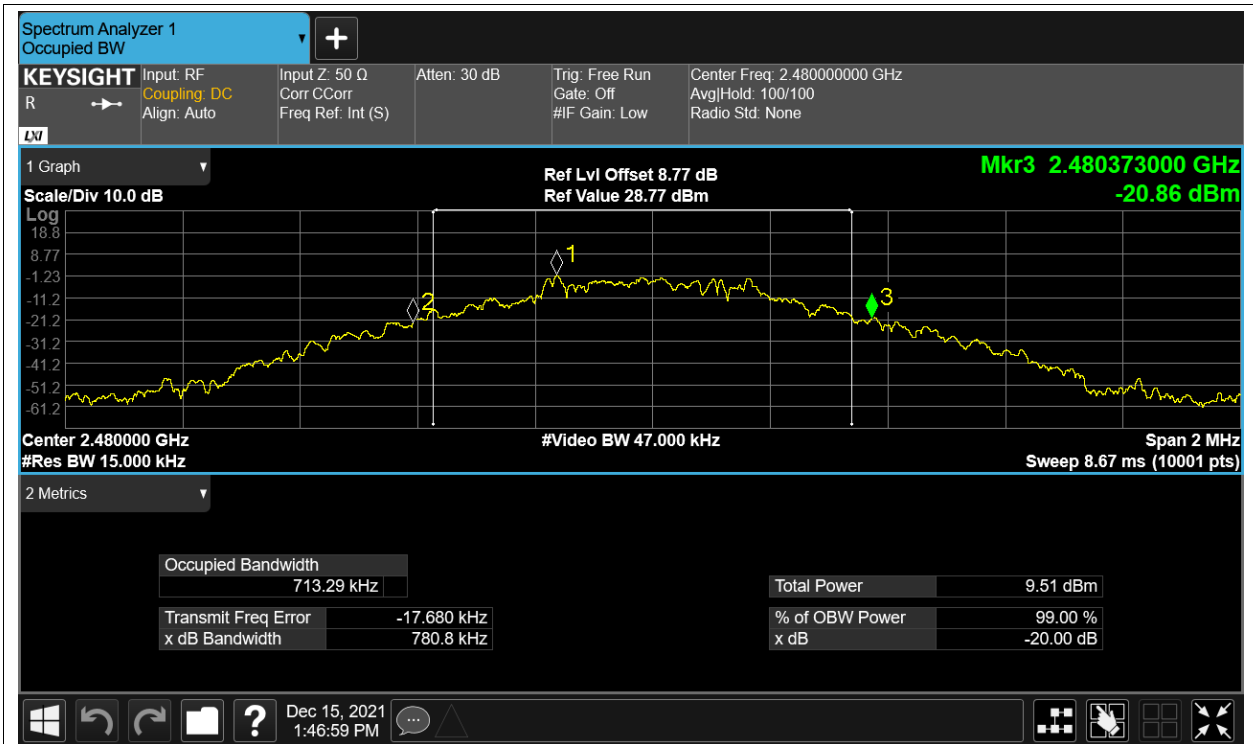 Spectrum Analyzer 1
Occupied BW
KEYSIGHT
R
LXI
Input: RF
Coupling: DC
Align: Auto
Input Z: 50 Ω
Corr CCorr
Freq Ref: Int (S)
Atten: 30 dB
Trig: Free Run
Gate: Off
#IF Gain: Low
Center Freq: 2.480000000 GHz
Avg|Hold: 100/100
Radio Std: None
1 Graph
Scale/Div 10.0 dB
Ref Lvl Offset 8.77 dB
Ref Value 28.77 dBm
Mkr3 2.480373000 GHz
-20.86 dBm
Log
18.8
8.77
-1.23
-11.2
-21.2
-31.2
-41.2
-51.2
-61.2
1
2
3
Center 2.480000 GHz
#Res BW 15.000 kHz
#Video BW 47.000 kHz
Span 2 MHz
Sweep 8.67 ms (10001 pts)
2 Metrics
Occupied Bandwidth
713.29 kHz
Transmit Freq Error -17.680 kHz
x dB Bandwidth 780.8 kHz
Total Power 9.51 dBm
% of OBW Power 99.00 %
x dB -20.00 dB
?
Dec 15, 2021
1:46:59 PM